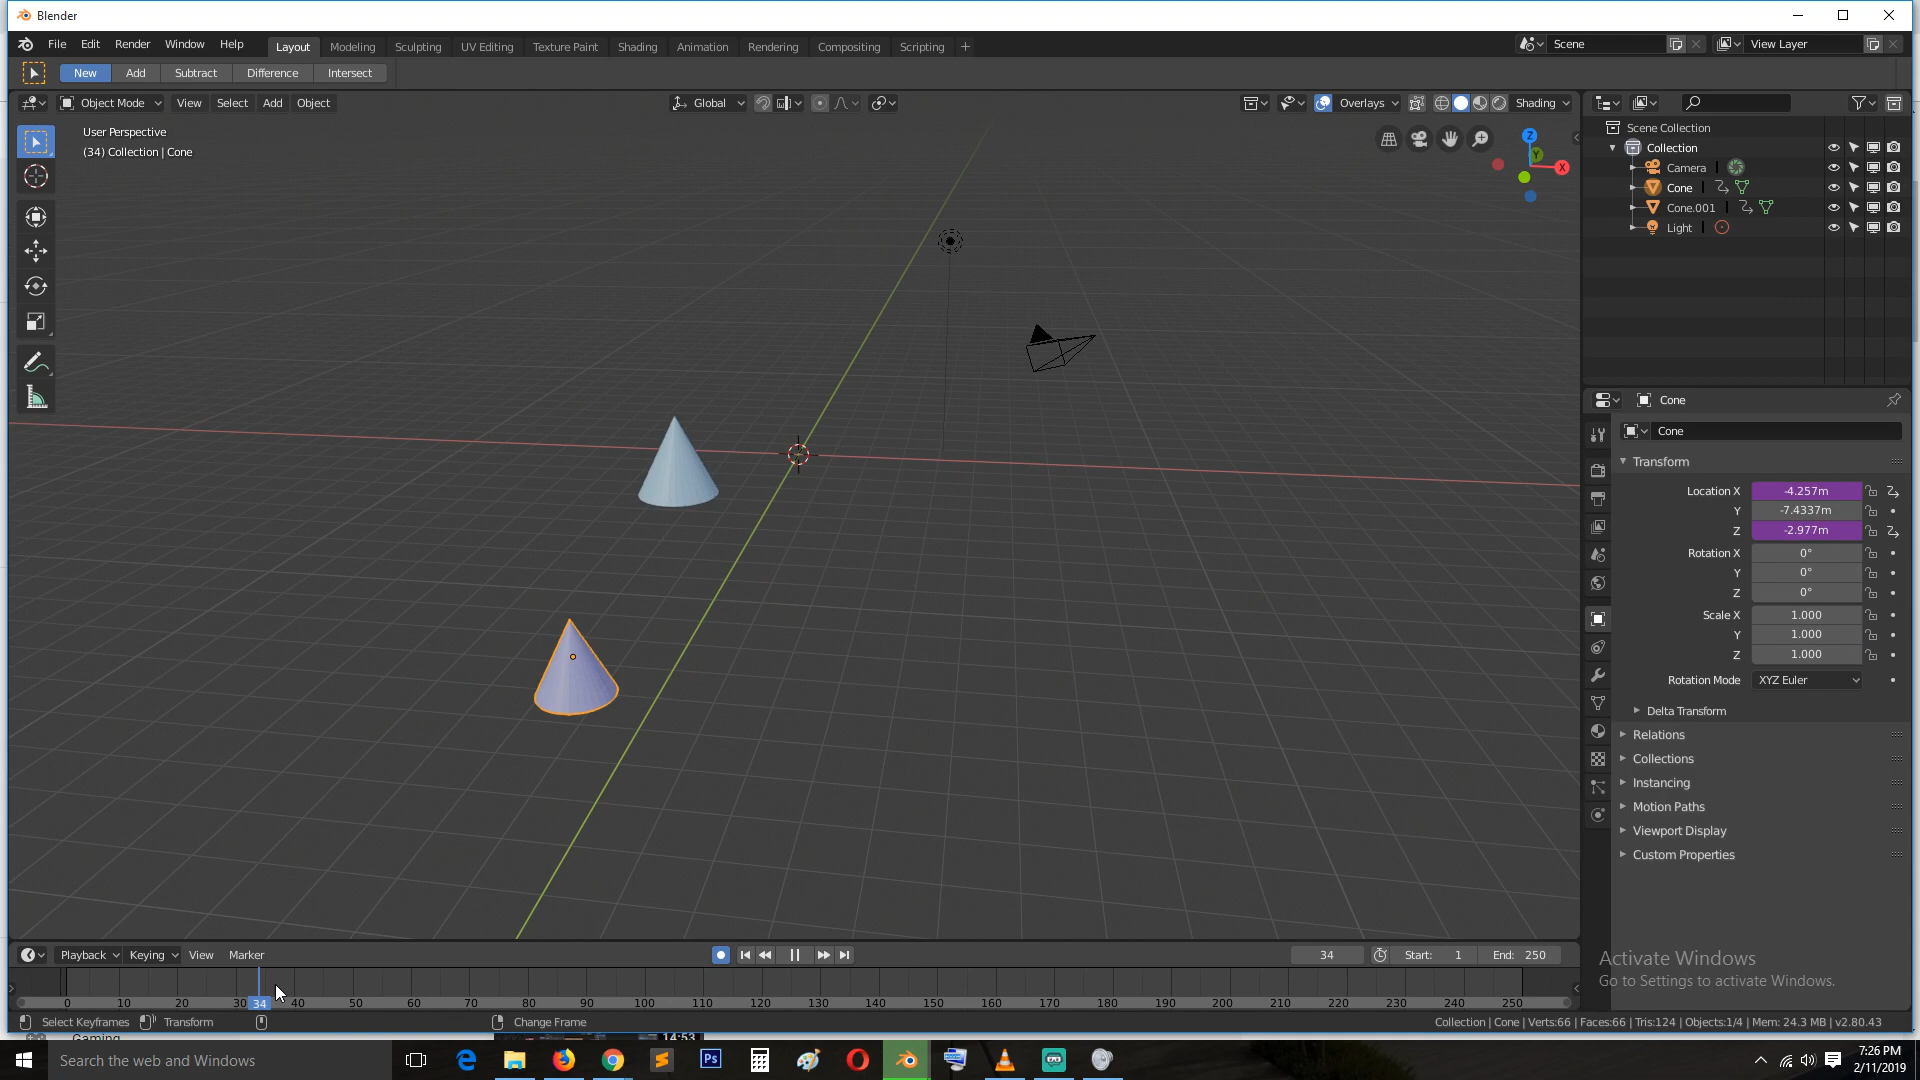 Blender
File Edit Render Window Help Layout Modeling Sculpting UV Editing Texture Paint Shading Animation Rendering Compositing Scripting + Scene View Layer
New Add Subtract Difference Intersect
Object Mode View Select Add Object Global Overlays Shading
User Perspective
(34) Collection | Cone
Z
Y
X
Scene Collection
Collection
Camera
Cone
Cone.001
Light
Cone
Cone
Transform
Location X -4.257m
Y -7.4337m
Z -2.977m
Rotation X 0°
Y 0°
Z 0°
Scale X 1.000
Y 1.000
Z 1.000
Rotation Mode XYZ Euler
Delta Transform
Relations
Collections
Instancing
Motion Paths
Viewport Display
Custom Properties
Activate Windows
Go to Settings to activate Windows.
Playback Keying View Marker 34 Start: 1 End: 250
0 10 20 30 34 40 50 60 70 80 90 100 110 120 130 140 150 160 170 180 190 200 210 220 230 240 250
Select Keyframes Transform Change Frame Collection | Cone | Verts:66 | Faces:66 | Tris:124 | Objects:1/4 | Mem: 24.3 MB | v2.80.43
Gaming 14:53
Search the web and Windows
Ps
7:26 PM
2/11/2019